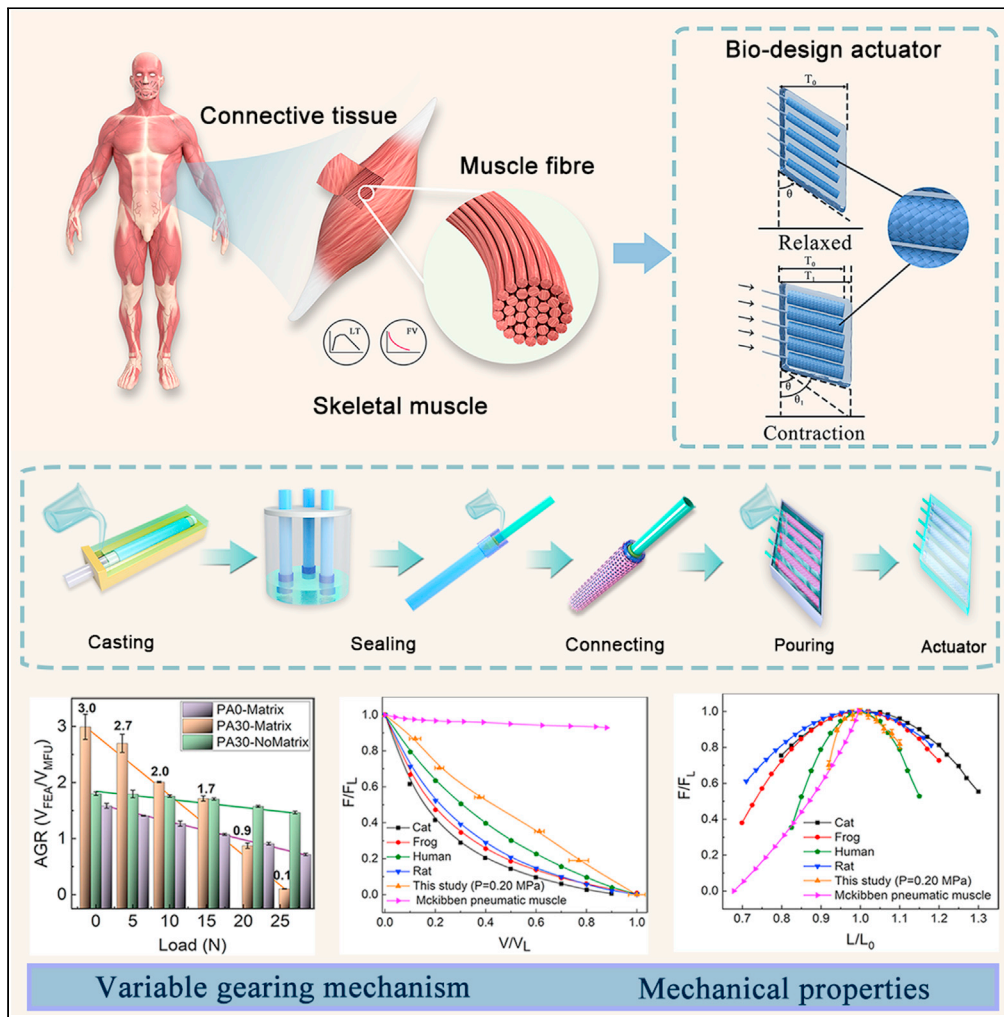 Bio-design actuator
Connective tissue
Muscle fibre
LT
FV
Skeletal muscle
T₀
θ
Relaxed
T₀
T₁
θ
θ₁
Contraction
Casting
Sealing
Connecting
Pouring
Actuator
AGR (V_FEA/V_MFU)
3
2
1
0
3.0
2.7
2.0
1.7
0.9
0.1
PA0-Matrix
PA30-Matrix
PA30-NoMatrix
0 5 10 15 20 25
Load (N)
F/F_L
1.0
0.8
0.6
0.4
0.2
0.0
Cat
Frog
Human
Rat
This study (P=0.20 MPa)
Mckibben pneumatic muscle
0.0 0.2 0.4 0.6 0.8 1.0
V/V_L
F/F_L
1.0
0.8
0.6
0.4
0.2
0.0
Cat
Frog
Human
Rat
This study (P=0.20 MPa)
Mckibben pneumatic muscle
0.7 0.8 0.9 1.0 1.1 1.2 1.3
L/L₀
Variable gearing mechanism
Mechanical properties